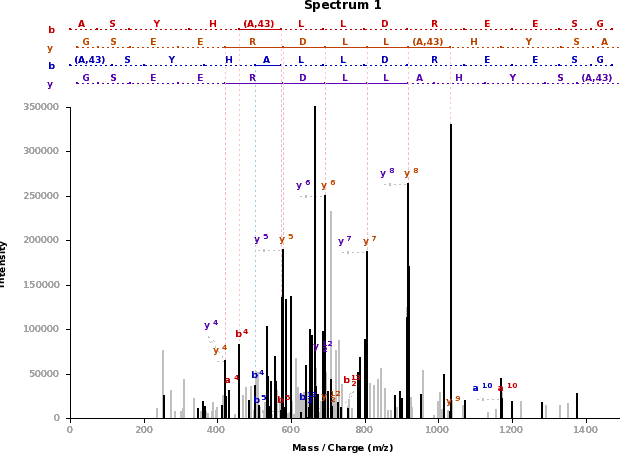 Spectrum 1
b A S Y H (A,43) L L D R E E S G
y G S E E R D L L (A,43) H Y S A
b (A,43) S Y H A L L D R E E S G
y G S E E R D L L A H Y S (A,43)
350000
300000
250000
200000
150000
100000
50000
0
Intensity
y 8 y 8
y 6 y 6
y 5 y 5
y 7 y 7
y 4
b 4
y 4
y 12 2
a 4
b 4
b 5
y 9
a 10 a 10
0 200 400 600 800 1000 1200 1400
Mass / Charge (m/z)